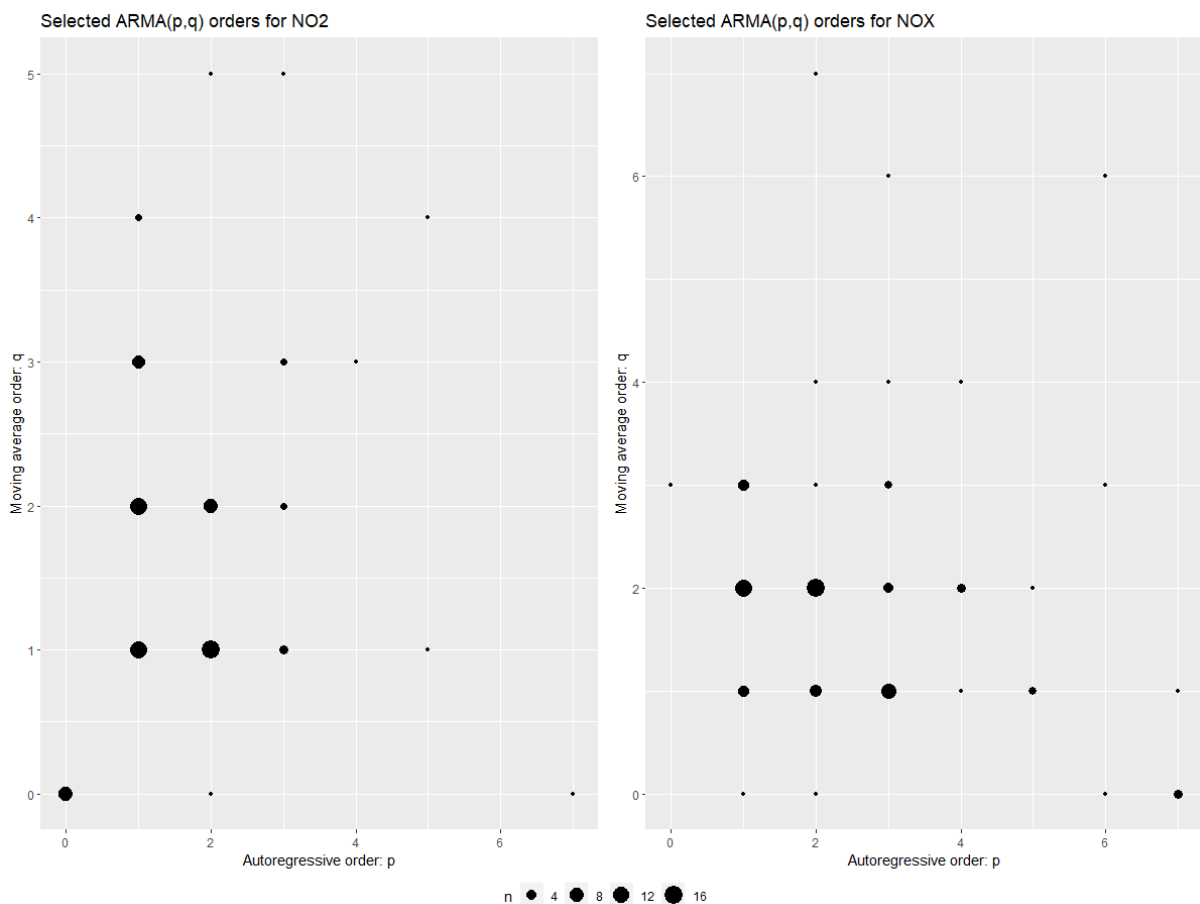 Selected ARMA(p,q) orders for NO2
5
4
3
2
1
0
Moving average order: q
0 2 4 6
Autoregressive order: p
Selected ARMA(p,q) orders for NOX
6
4
2
0
Moving average order: q
0 2 4 6
Autoregressive order: p
n 4 8 12 16